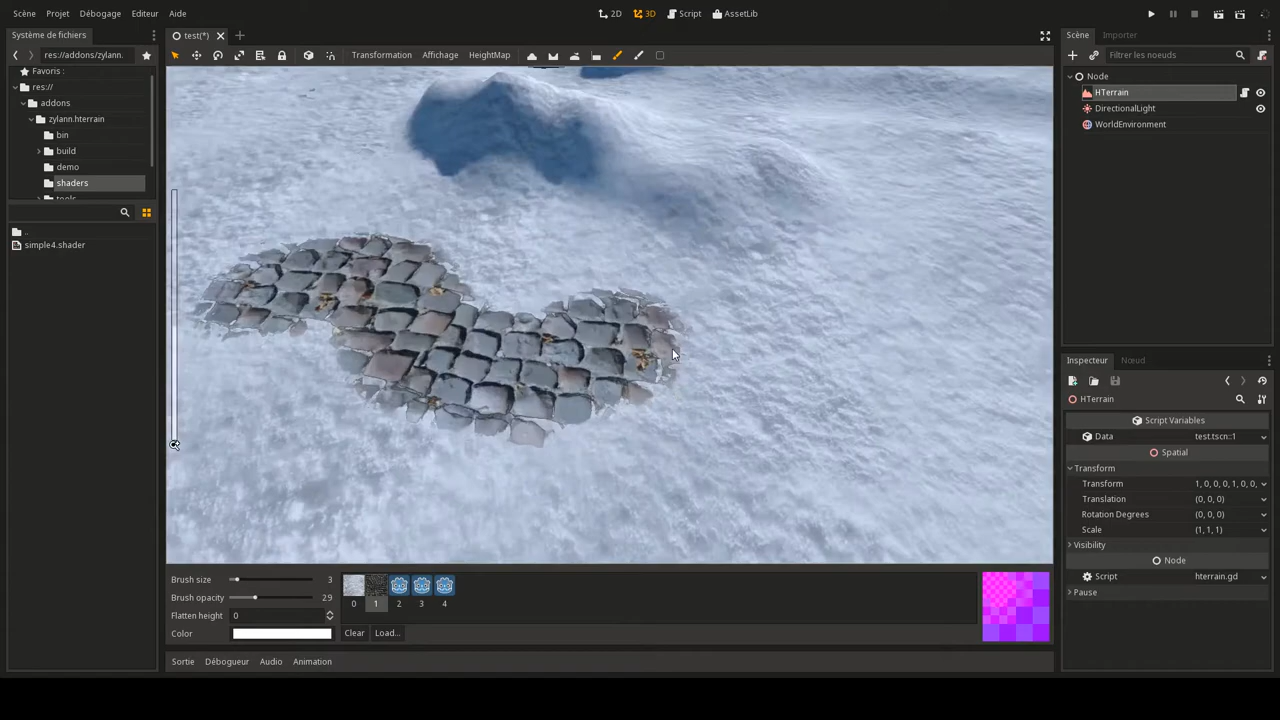 Scène Projet Débogage Editeur Aide
2D 3D Script AssetLib
Système de fichiers
test(*)
Scène Importer
res://addons/zylann.
Transformation Affichage HeightMap
Filtrer les noeuds
Favoris :
res://
addons
zylann.hterrain
bin
build
demo
shaders
tools
..
simple4.shader
Node
HTerrain
DirectionalLight
WorldEnvironment
Inspecteur Nœud
HTerrain
Script Variables
Data test.tscn::1
Spatial
Transform
Transform 1, 0, 0, 0, 1, 0, 0,
Translation (0, 0, 0)
Rotation Degrees (0, 0, 0)
Scale (1, 1, 1)
Visibility
Node
Script hterrain.gd
Pause
Brush size 3
Brush opacity 29
Flatten height 0
Color
0 1 2 3 4
Clear Load...
Sortie Débogueur Audio Animation